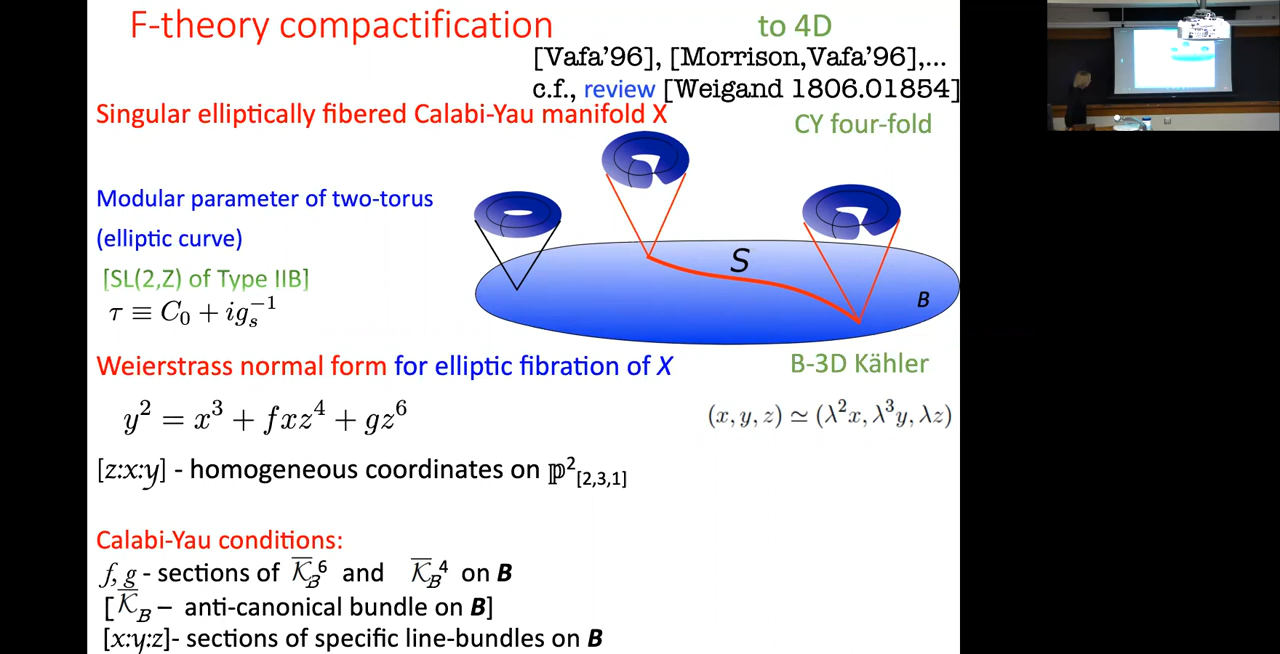 F-theory compactification to 4D
[Vafa'96], [Morrison,Vafa'96],...
c.f., review [Weigand 1806.01854]
Singular elliptically fibered Calabi-Yau manifold X
CY four-fold
Modular parameter of two-torus
(elliptic curve)
[SL(2,Z) of Type IIB]
τ ≡ C₀ + ig_s⁻¹
S
B
Weierstrass normal form for elliptic fibration of X
B-3D Kähler
y² = x³ + fxz⁴ + gz⁶
(x, y, z) ≃ (λ²x, λ³y, λz)
[z:x:y] - homogeneous coordinates on ℙ²[2,3,1]
Calabi-Yau conditions:
f, g - sections of K̅_B⁶ and K̅_B⁴ on B
[K̅_B – anti-canonical bundle on B]
[x:y:z]- sections of specific line-bundles on B